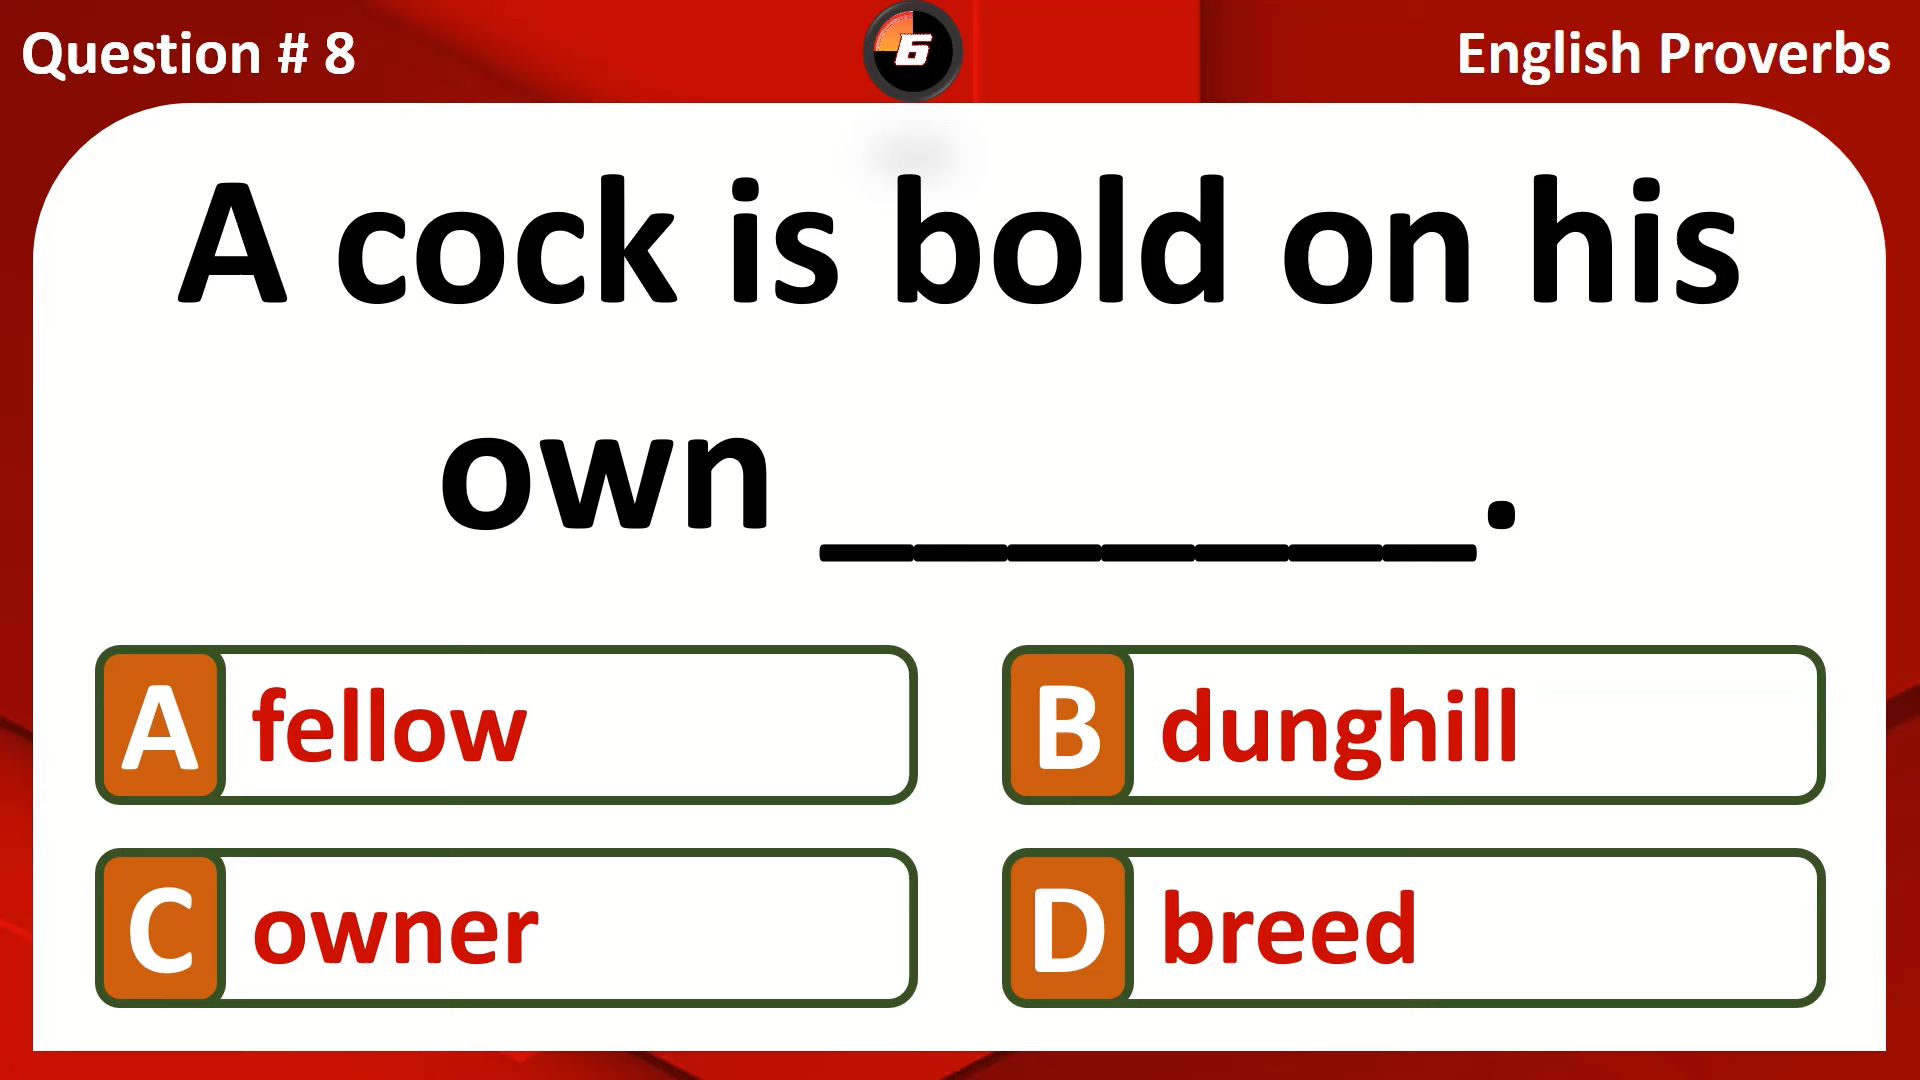 Question # 8
6
English Proverbs
A cock is bold on his
own _______.
A fellow
B dunghill
C owner
D breed